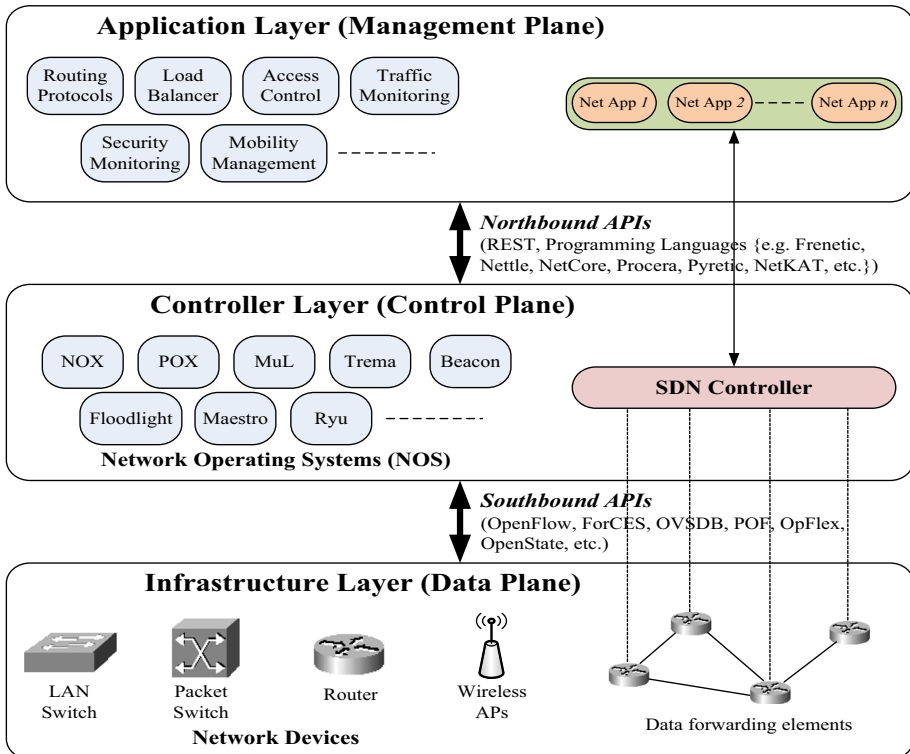 Application Layer (Management Plane)
Routing
Protocols
Load
Balancer
Access
Control
Traffic
Monitoring
Security
Monitoring
Mobility
Management
Net App 1
Net App 2
Net App n
Northbound APIs
(REST, Programming Languages {e.g. Frenetic,
Nettle, NetCore, Procera, Pyretic, NetKAT, etc.})
Controller Layer (Control Plane)
NOX
POX
MuL
Trema
Beacon
Floodlight
Maestro
Ryu
Network Operating Systems (NOS)
SDN Controller
Southbound APIs
(OpenFlow, ForCES, OVSDB, POF, OpFlex,
OpenState, etc.)
Infrastructure Layer (Data Plane)
LAN
Switch
Packet
Switch
Router
Wireless
APs
Network Devices
Data forwarding elements